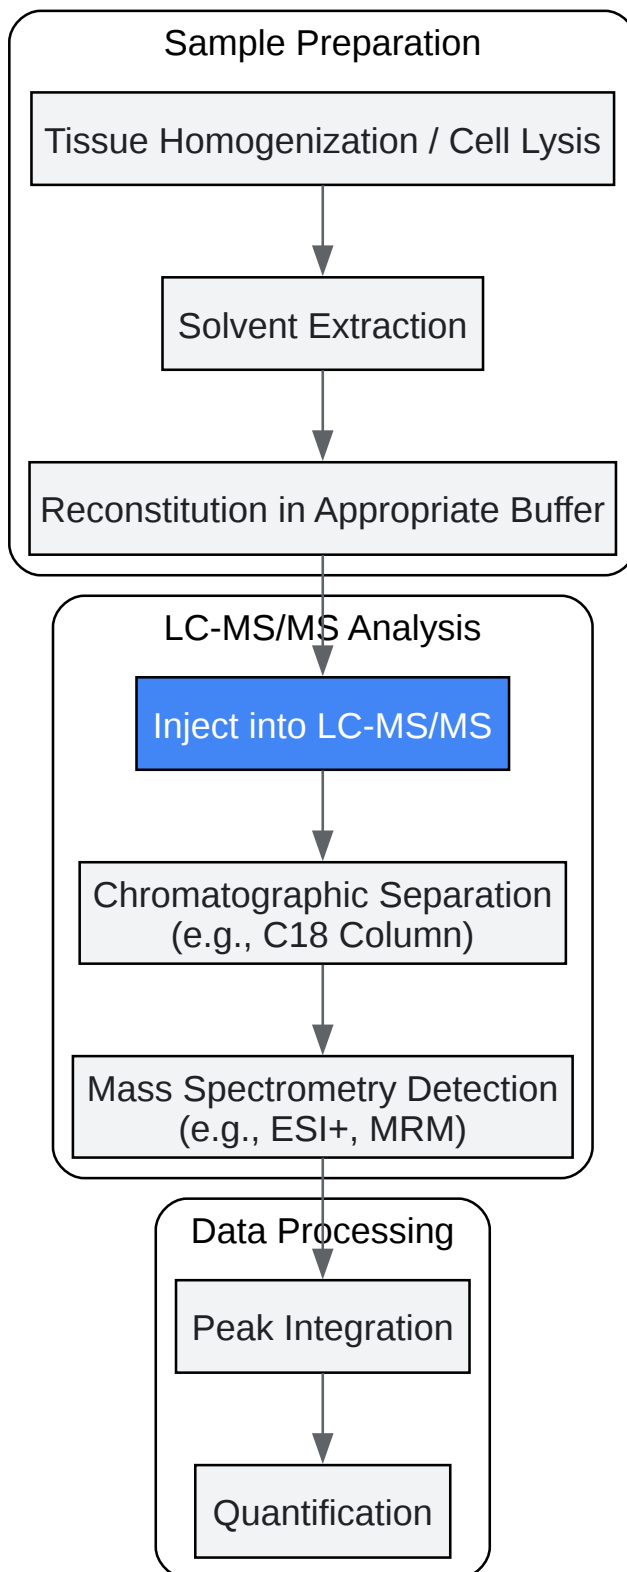 Sample Preparation
Tissue Homogenization / Cell Lysis
Solvent Extraction
Reconstitution in Appropriate Buffer
LC-MS/MS Analysis
Inject into LC-MS/MS
Chromatographic Separation
(e.g., C18 Column)
Mass Spectrometry Detection
(e.g., ESI+, MRM)
Data Processing
Peak Integration
Quantification